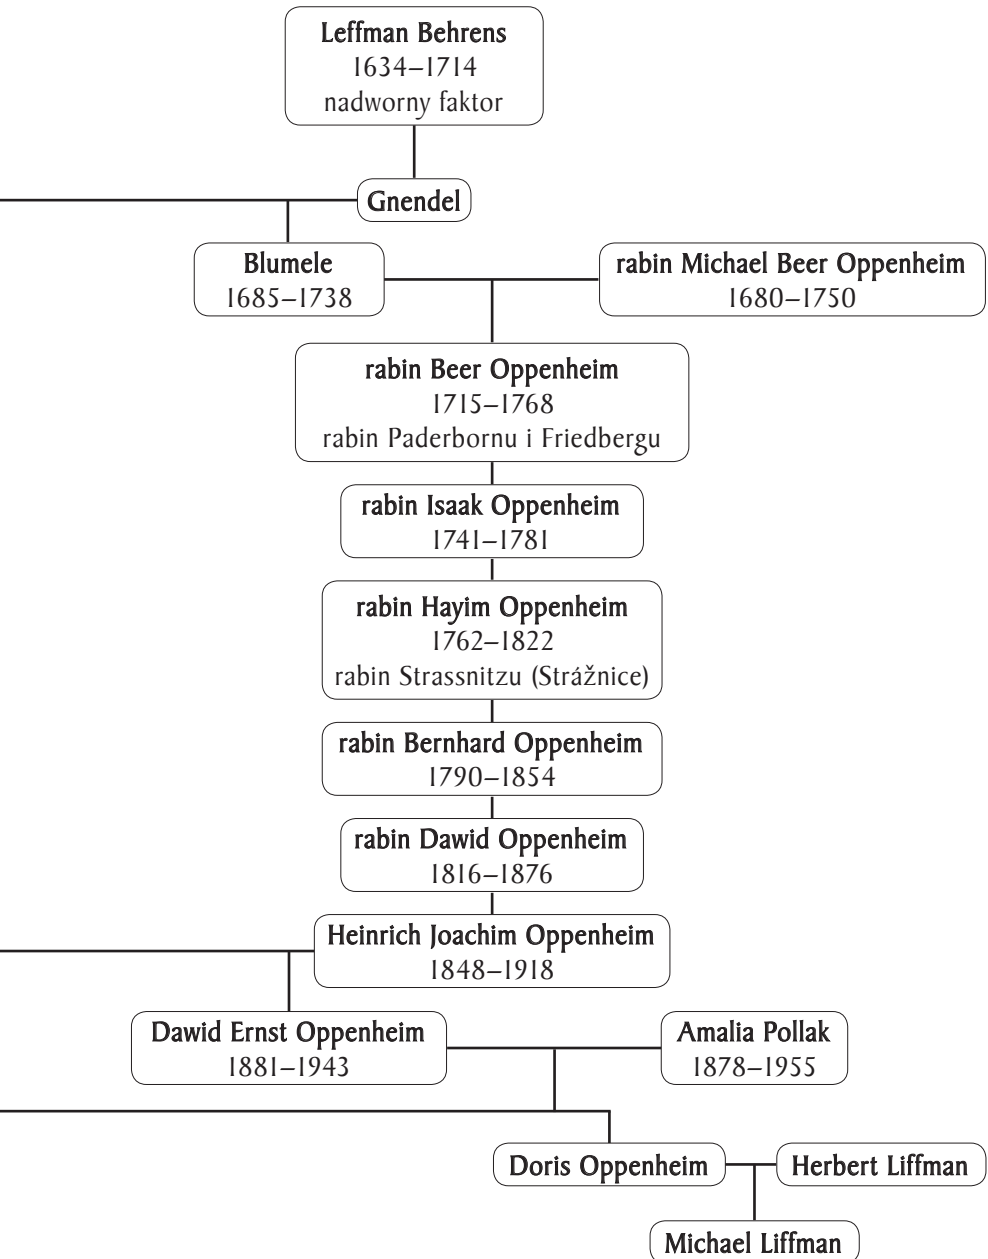 Leffman Behrens
1634–1714
nadworny faktor
Gnendel
Blumele
1685–1738
rabin Michael Beer Oppenheim
1680–1750
rabin Beer Oppenheim
1715–1768
rabin Paderbornu i Friedbergu
rabin Isaak Oppenheim
1741–1781
rabin Hayim Oppenheim
1762–1822
rabin Strassnitzu (Strážnice)
rabin Bernhard Oppenheim
1790–1854
rabin Dawid Oppenheim
1816–1876
Heinrich Joachim Oppenheim
1848–1918
Dawid Ernst Oppenheim
1881–1943
Amalia Pollak
1878–1955
Doris Oppenheim
Herbert Liffman
Michael Liffman